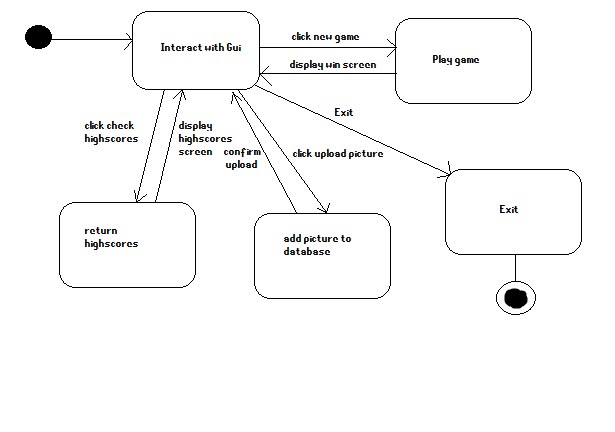 Interact with Gui
click new game
display win screen
Play game
Exit
click check
highscores
display
highscores
screen
confirm
upload
click upload picture
return
highscores
add picture to
database
Exit